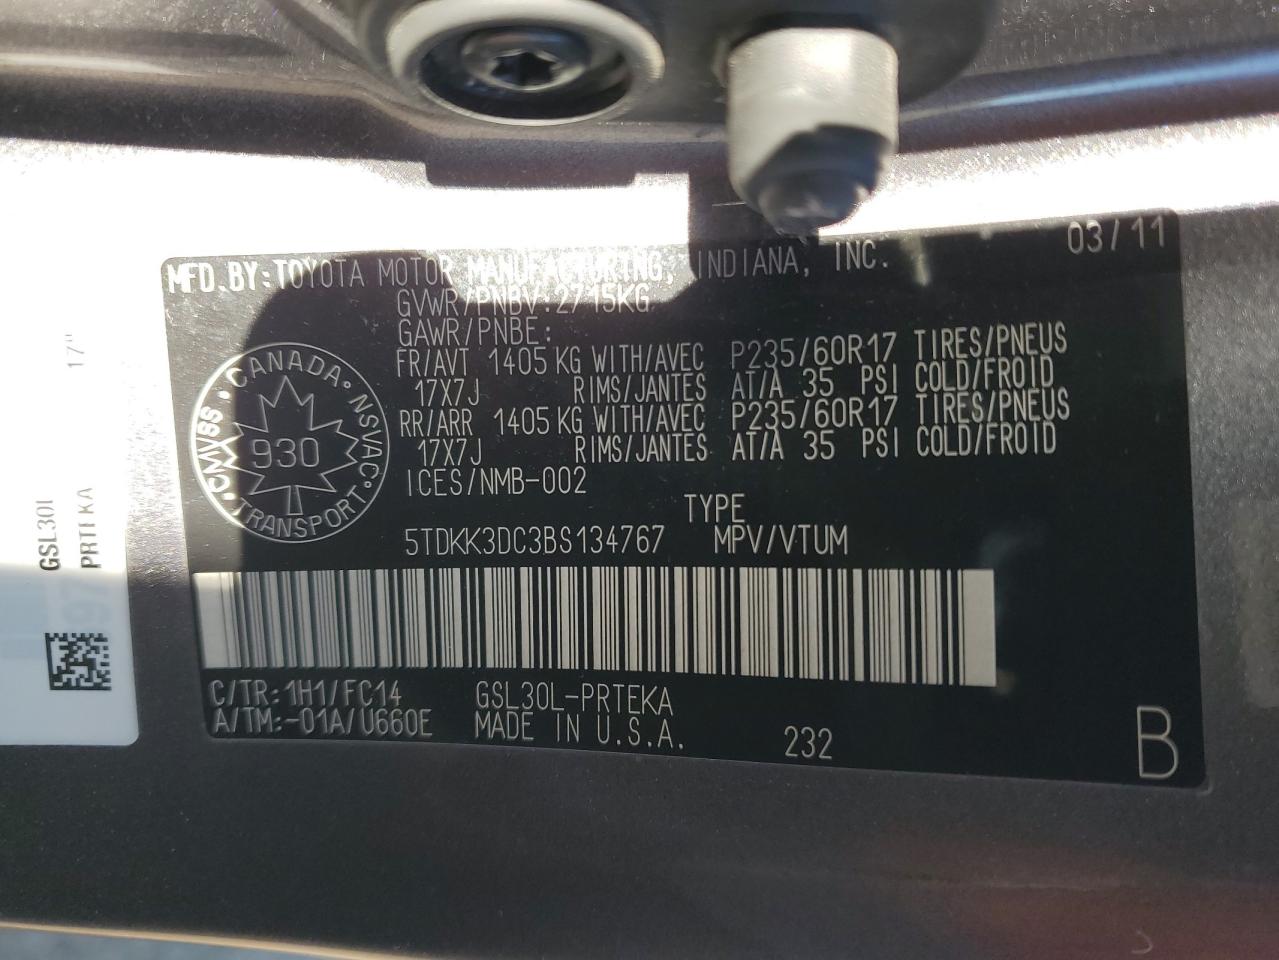 03/11
MFD.BY:TOYOTA MOTOR MANUFACTURING, INDIANA, INC.
GVWR/PNBV:2715KG
GAWR/PNBE:
FR/AVT 1405 KG WITH/AVEC P235/60R17 TIRES/PNEUS
17X7J RIMS/JANTES AT/A 35 PSI COLD/FROID
RR/ARR 1405 KG WITH/AVEC P235/60R17 TIRES/PNEUS
17X7J RIMS/JANTES AT/A 35 PSI COLD/FROID
ICES/NMB-002
CANADA
CMVSS NSVAC
930
TRANSPORT
TYPE
5TDKK3DC3BS134767 MPV/VTUM
C/TR:1H1/FC14 GSL30L-PRTEKA
A/TM:-01A/U660E MADE IN U.S.A. 232
B
17"
GSL30l
PRTEKA